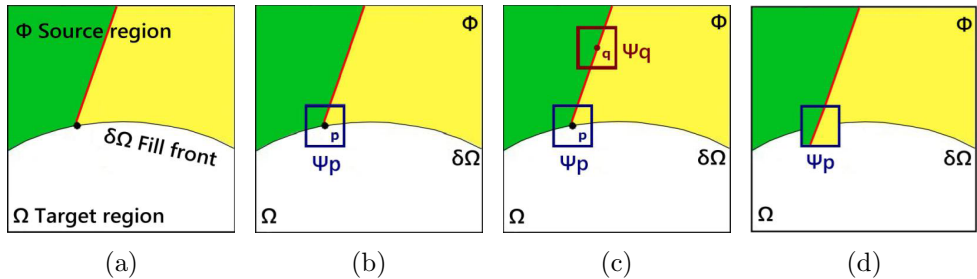 Φ Source region
δΩ Fill front
Ω Target region
(a)
Φ
p
Ψp
δΩ
Ω
(b)
Φ
q Ψq
p
Ψp
δΩ
Ω
(c)
Φ
Ψp
δΩ
Ω
(d)